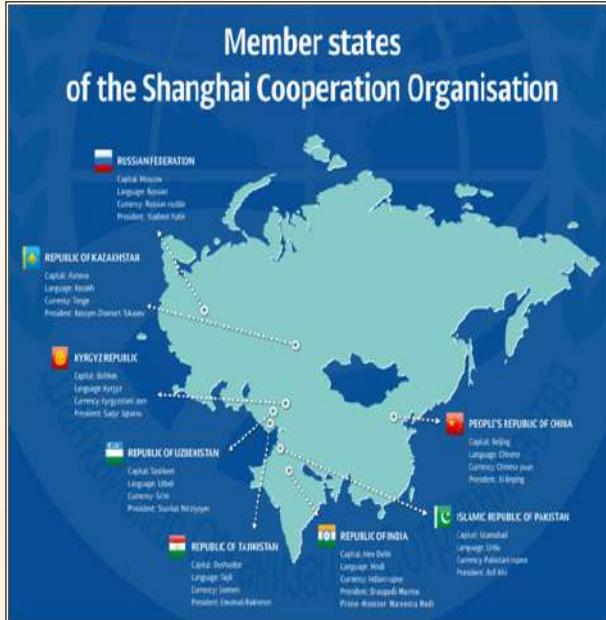 Member states
of the Shanghai Cooperation Organisation
RUSSIAN FEDERATION
Capital: Moscow
Language: Russian
Currency: Russian rouble
President: Vladimir Putin
REPUBLIC OF KAZAKHSTAN
Capital: Astana
Language: Kazakh
Currency: Tenge
President: Kassym-Zhomart Tokayev
KYRGYZ REPUBLIC
Capital: Bishkek
Language: Kyrgyz
Currency: Kyrgyzstani som
President: Sadyr Japarov
REPUBLIC OF UZBEKISTAN
Capital: Tashkent
Language: Uzbek
Currency: So'm
President: Shavkat Mirziyoyev
REPUBLIC OF TAJIKISTAN
Capital: Dushanbe
Language: Tajik
Currency: Somoni
President: Emomali Rakhmon
REPUBLIC OF INDIA
Capital: New Delhi
Language: Hindi
Currency: Indian rupee
President: Draupadi Murmu
Prime-Minister: Narendra Modi
PEOPLE'S REPUBLIC OF CHINA
Capital: Beijing
Language: Chinese
Currency: Chinese yuan
President: Xi Jinping
ISLAMIC REPUBLIC OF PAKISTAN
Capital: Islamabad
Language: Urdu
Currency: Pakistani rupee
President: Arif Alvi